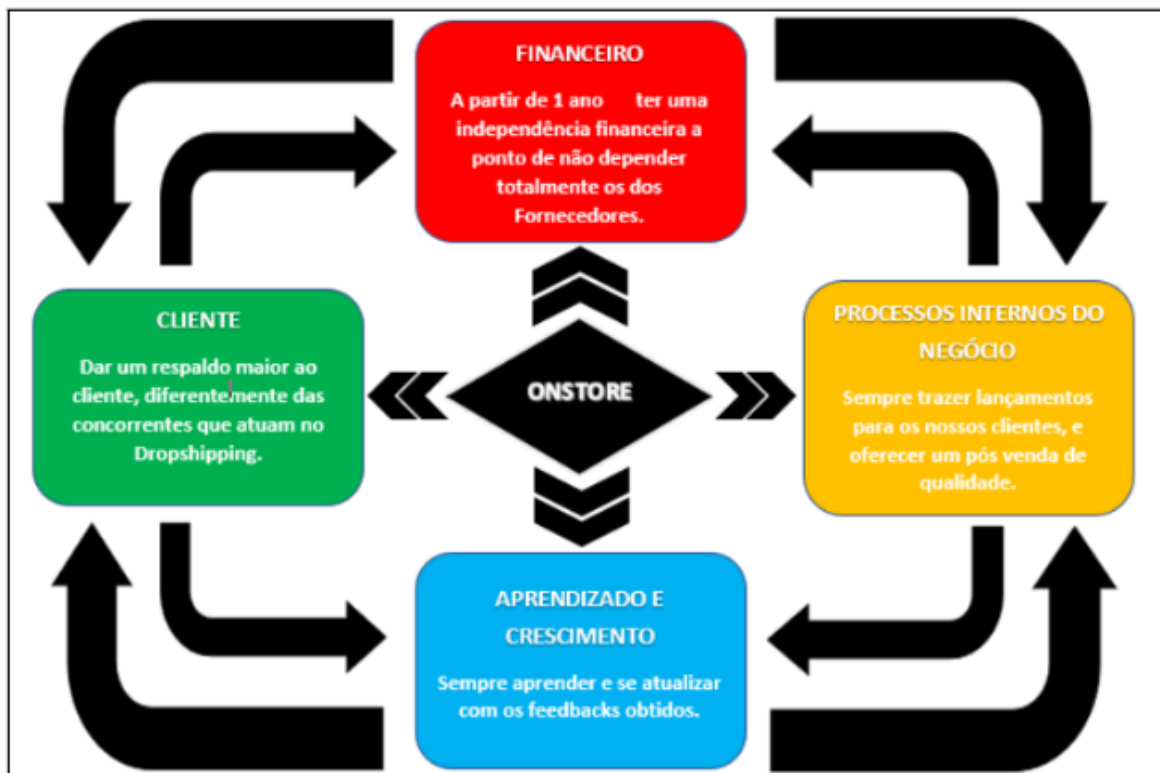 FINANCEIRO
A partir de 1 ano ter uma
independência financeira a
ponto de não depender
totalmente os dos
Fornecedores.
CLIENTE
Dar um respaldo maior ao
cliente, diferentemente das
concorrentes que atuam no
Dropshipping.
ONSTORE
PROCESSOS INTERNOS DO
NEGÓCIO
Sempre trazer lançamentos
para os nossos clientes, e
oferecer um pós venda de
qualidade.
APRENDIZADO E
CRESCIMENTO
Sempre aprender e se atualizar
com os feedbacks obtidos.